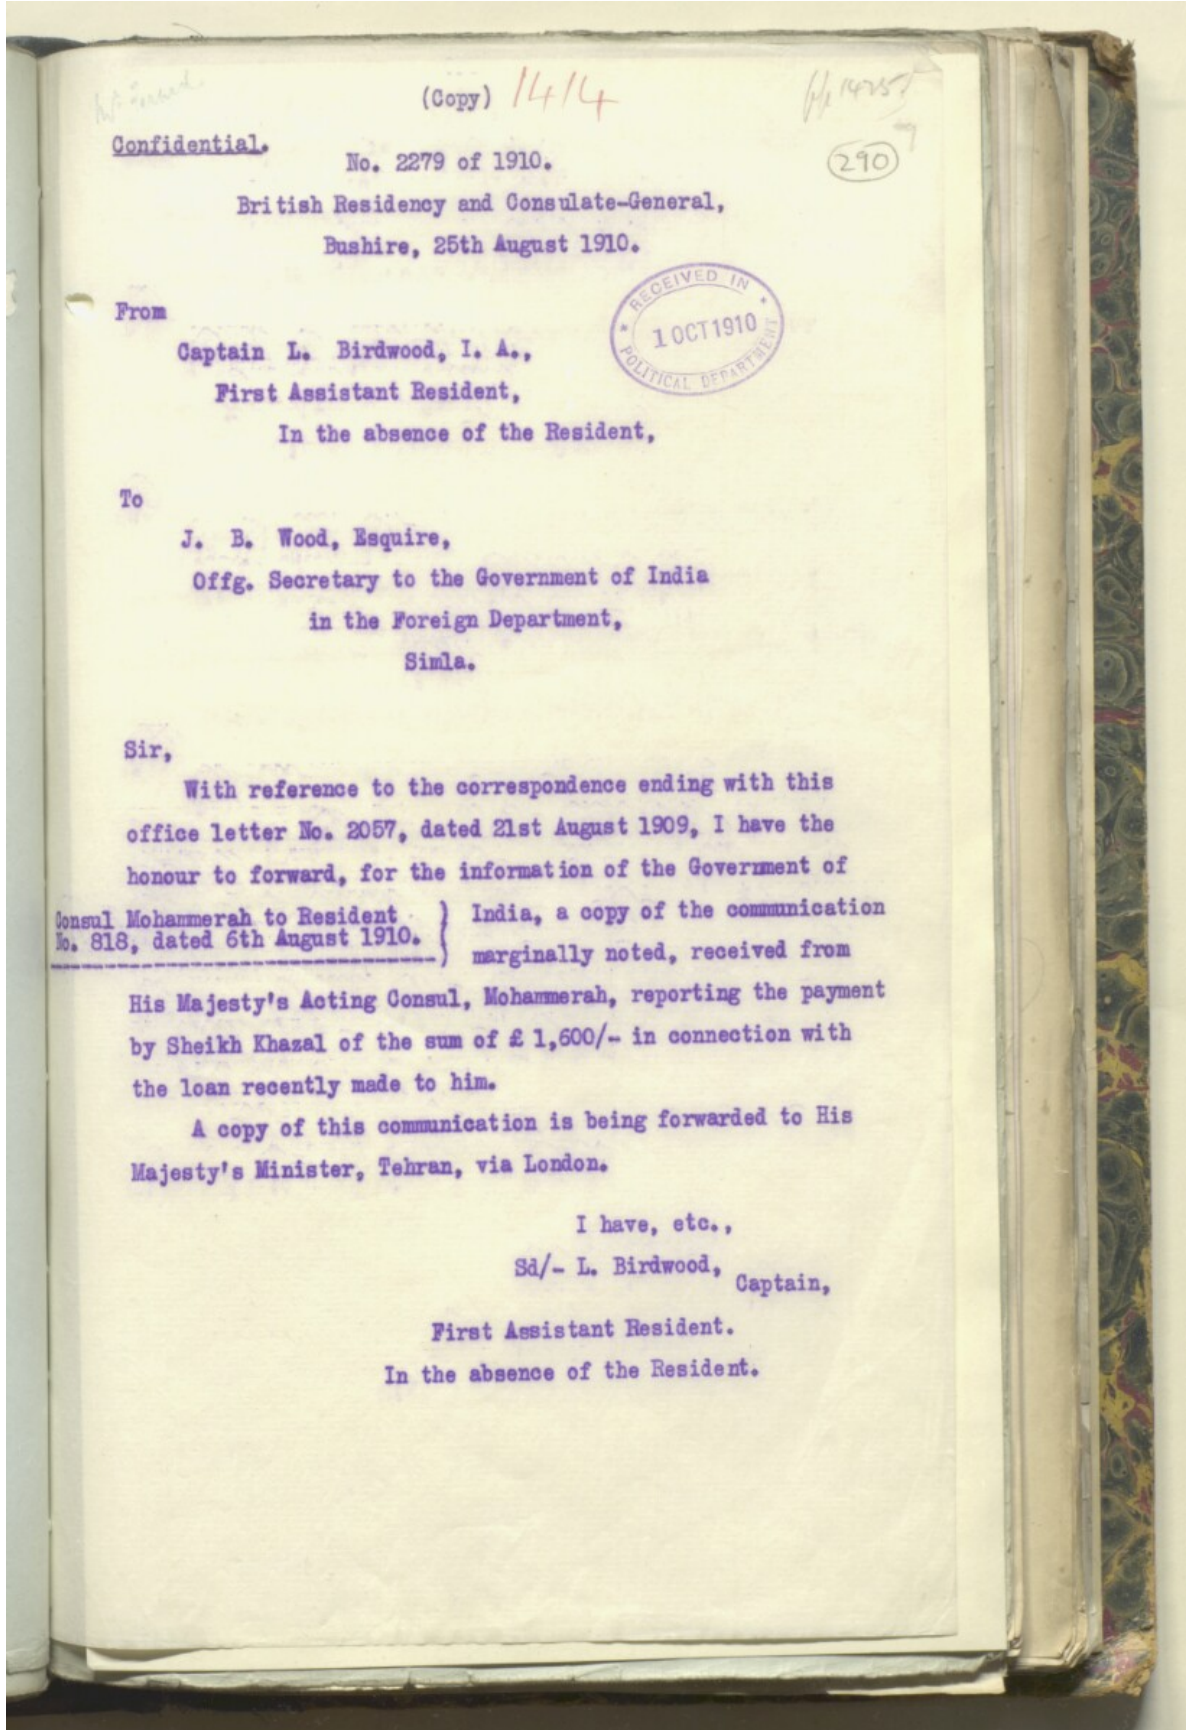 (Copy) 1414
Confidential.
290
No. 2279 of 1910.
British Residency and Consulate-General,
Bushire, 25th August 1910.
RECEIVED IN
1 OCT 1910
POLITICAL DEPARTMENT
From
Captain L. Birdwood, I. A.,
First Assistant Resident,
In the absence of the Resident,
To
J. B. Wood, Esquire,
Offg. Secretary to the Government of India
in the Foreign Department,
Simla.
Sir,
With reference to the correspondence ending with this
office letter No. 2057, dated 21st August 1909, I have the
honour to forward, for the information of the Government of
Consul Mohammerah to Resident
No. 818, dated 6th August 1910.
India, a copy of the communication
marginally noted, received from
His Majesty's Acting Consul, Mohammerah, reporting the payment
by Sheikh Khazal of the sum of £ 1,600/- in connection with
the loan recently made to him.
A copy of this communication is being forwarded to His
Majesty's Minister, Tehran, via London.
I have, etc.,
Sd/- L. Birdwood, Captain,
First Assistant Resident.
In the absence of the Resident.